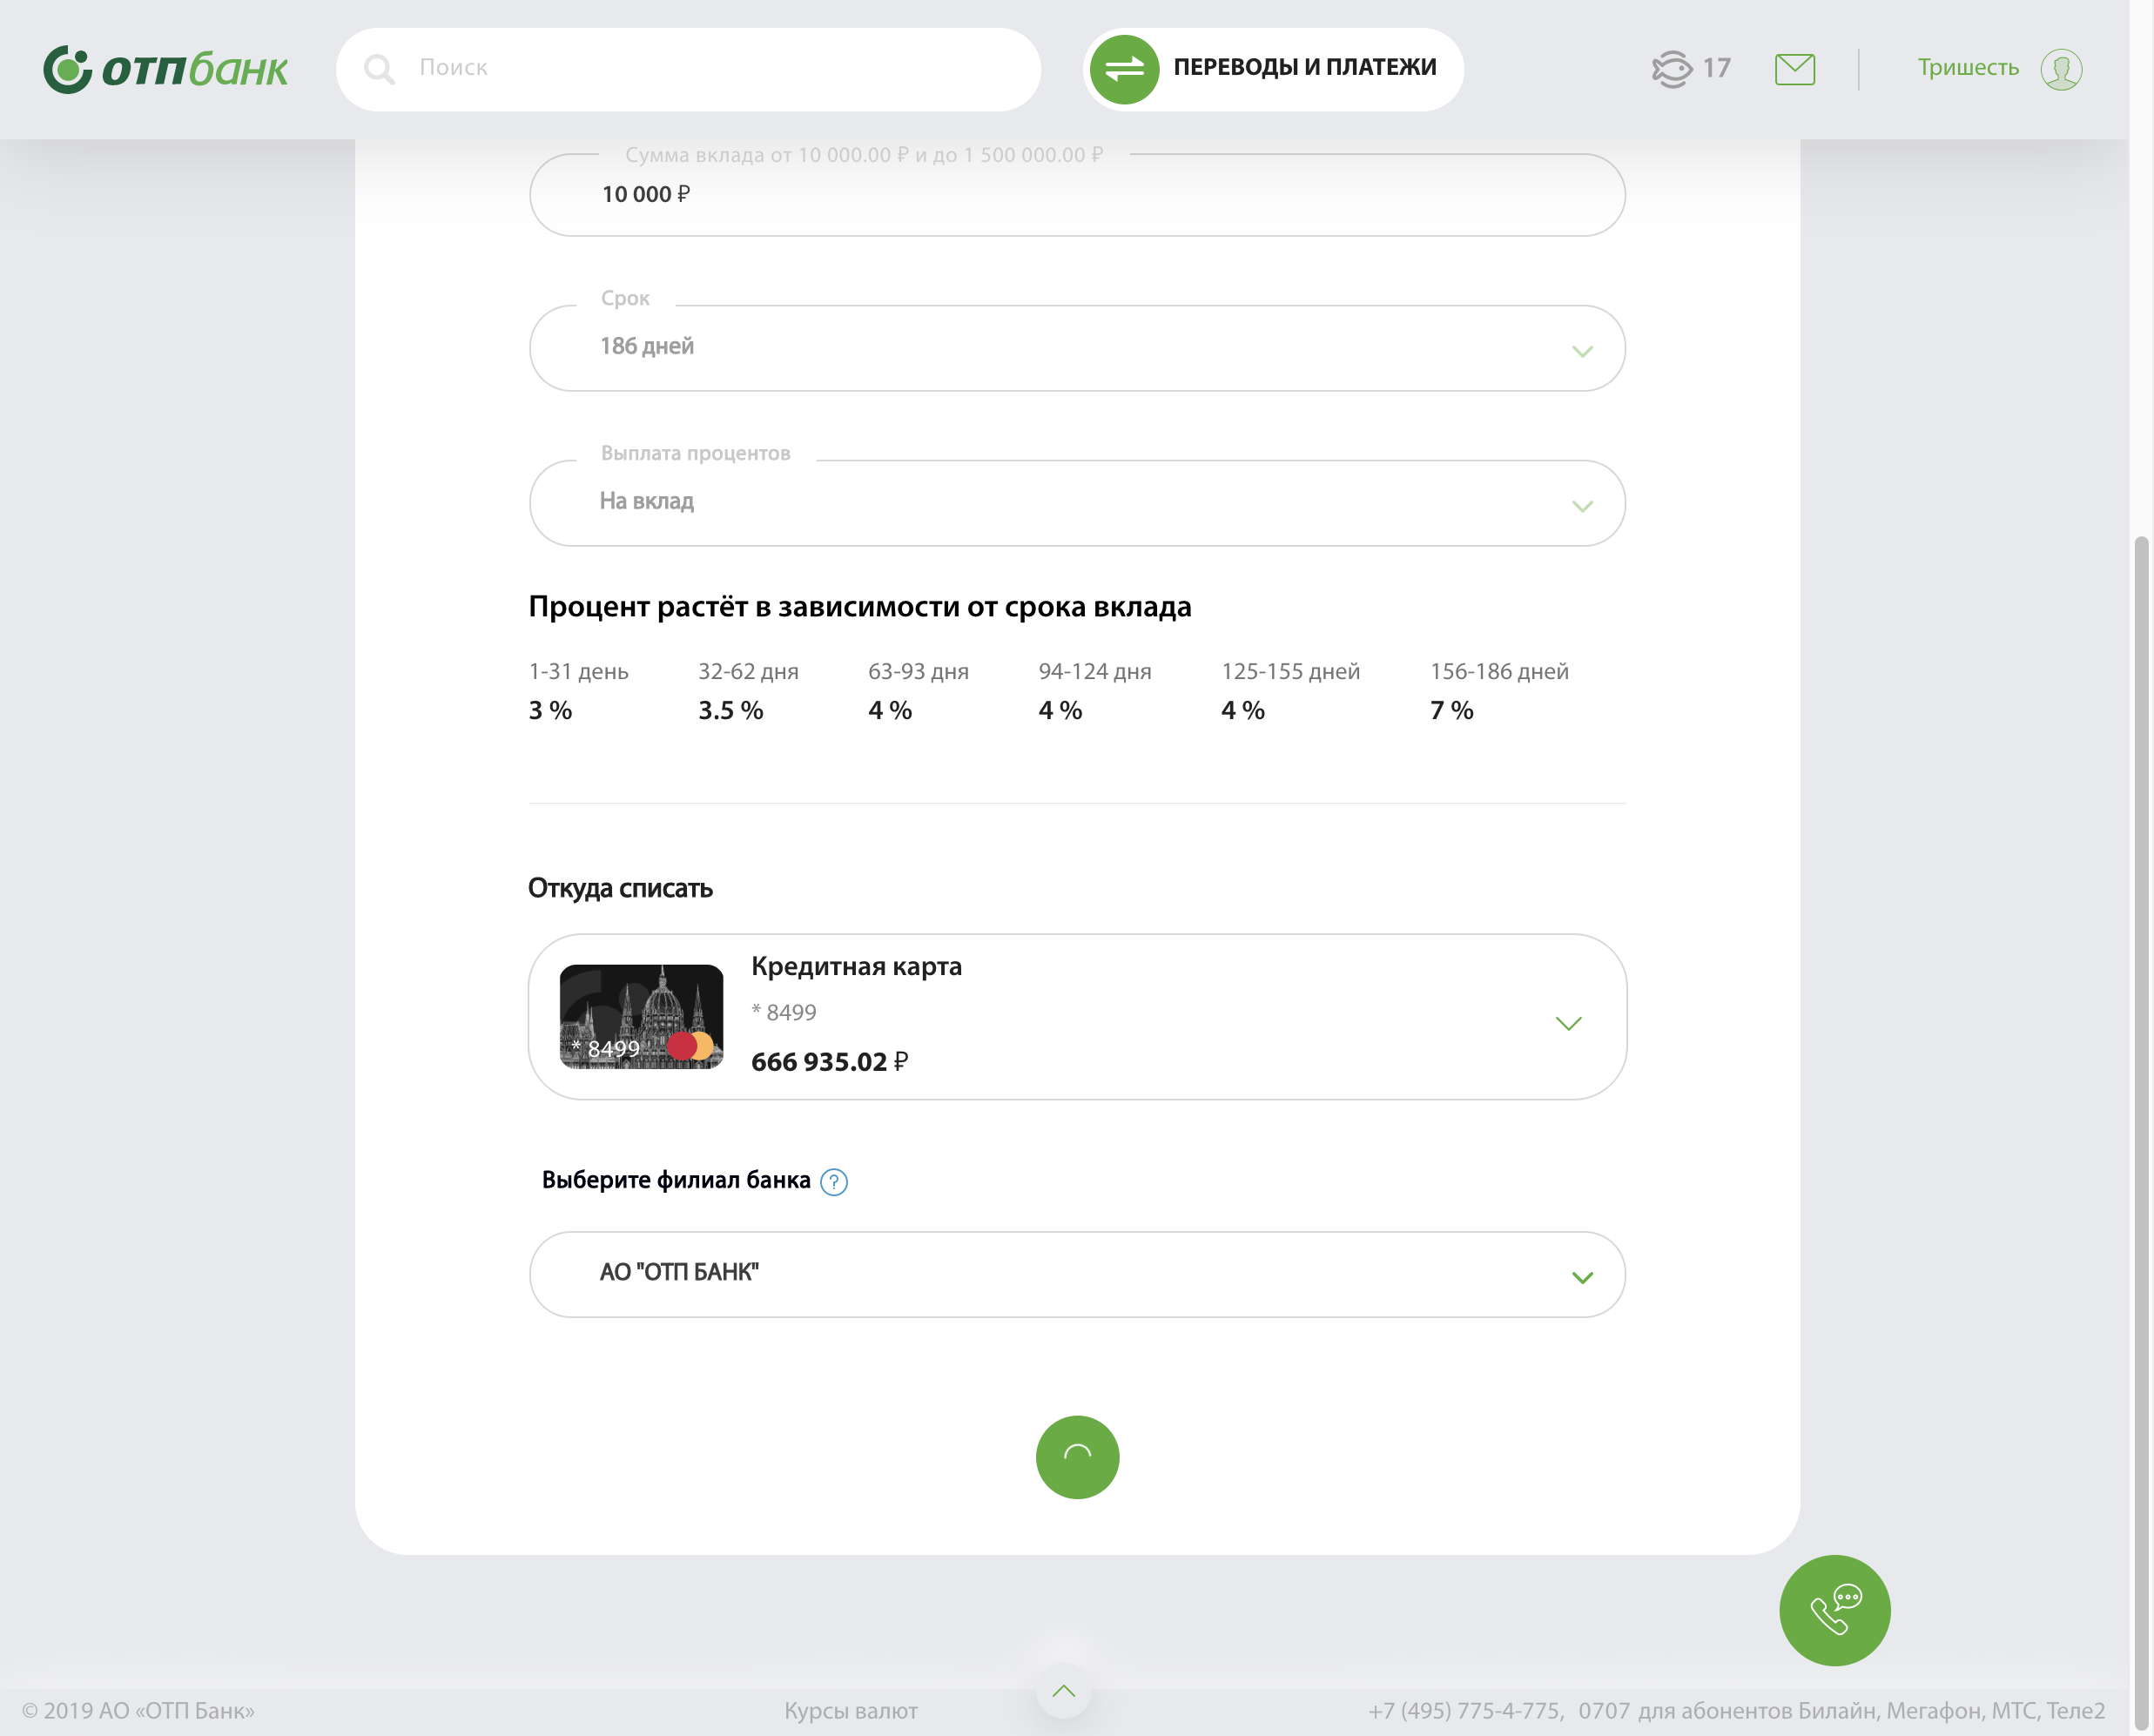 отпбанк
Поиск
ПЕРЕВОДЫ И ПЛАТЕЖИ
17
Тришесть
Сумма вклада от 10 000.00 ₽ и до 1 500 000.00 ₽
10 000 ₽
Срок
186 дней
Выплата процентов
На вклад
Процент растёт в зависимости от срока вклада
1-31 день 32-62 дня 63-93 дня 94-124 дня 125-155 дней 156-186 дней
3 % 3.5 % 4 % 4 % 4 % 7 %
Откуда списать
Кредитная карта
* 8499
* 8499
666 935.02 ₽
Выберите филиал банка ?
АО "ОТП БАНК"
© 2019 АО «ОТП Банк» Курсы валют +7 (495) 775-4-775, 0707 для абонентов Билайн, Мегафон, МТС, Теле2